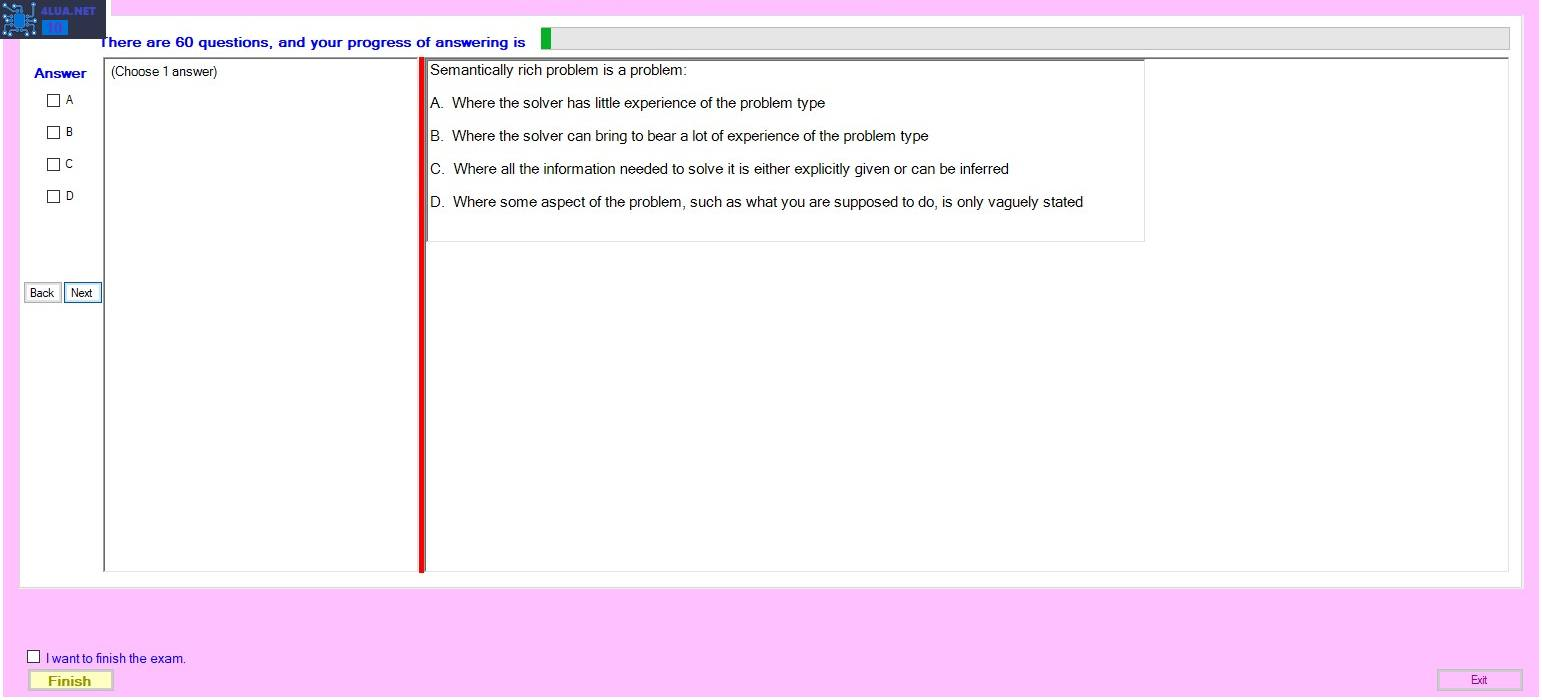 4LUA.NET
10
There are 60 questions, and your progress of answering is
Answer
(Choose 1 answer)
A
B
C
D
Semantically rich problem is a problem:
A. Where the solver has little experience of the problem type
B. Where the solver can bring to bear a lot of experience of the problem type
C. Where all the information needed to solve it is either explicitly given or can be inferred
D. Where some aspect of the problem, such as what you are supposed to do, is only vaguely stated
Back Next
I want to finish the exam.
Finish
Exit